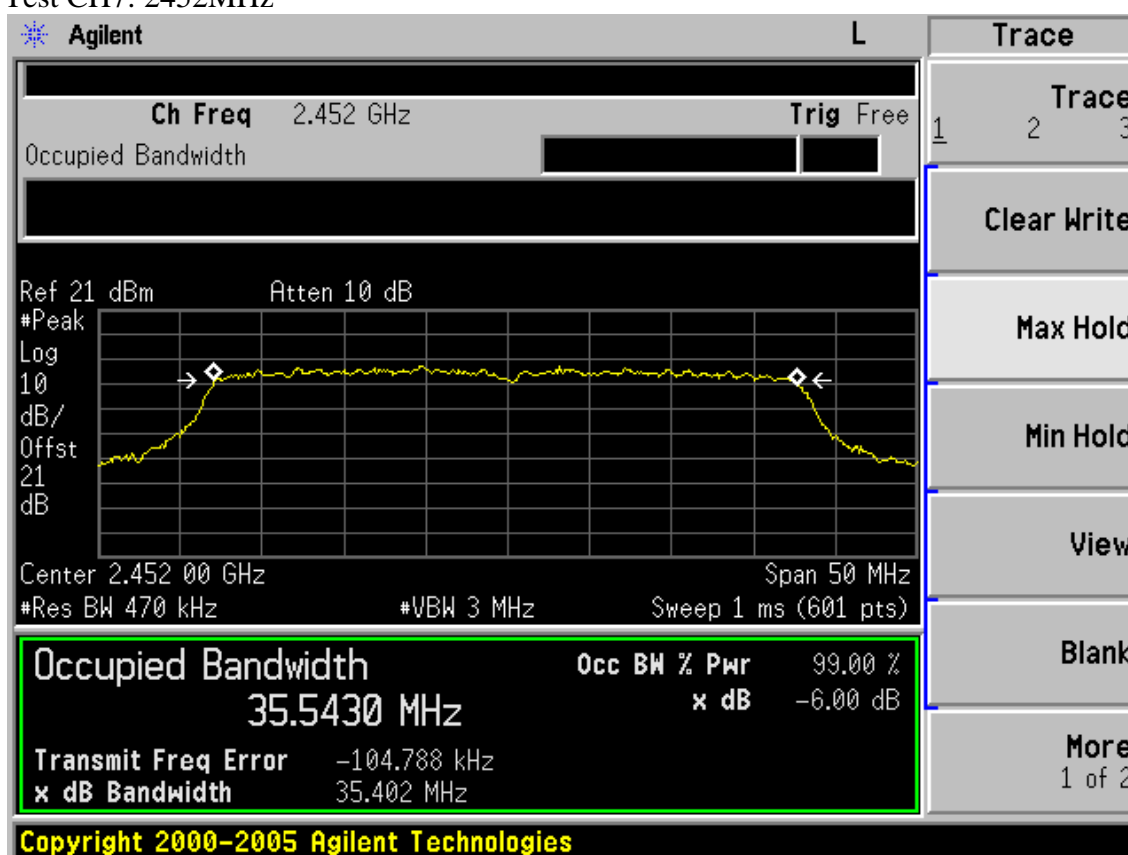 Test CH7: 2452MHz
Agilent L Trace
Ch Freq 2.452 GHz Trig Free
Occupied Bandwidth
Trace
1 2 3
Clear Write
Max Hold
Min Hold
View
Blank
More
1 of 2
Ref 21 dBm Atten 10 dB
#Peak
Log
10
dB/
Offst
21
dB
Center 2.452 00 GHz Span 50 MHz
#Res BW 470 kHz #VBW 3 MHz Sweep 1 ms (601 pts)
Occupied Bandwidth
35.5430 MHz
Occ BW % Pwr 99.00 %
x dB -6.00 dB
Transmit Freq Error -104.788 kHz
x dB Bandwidth 35.402 MHz
Copyright 2000-2005 Agilent Technologies